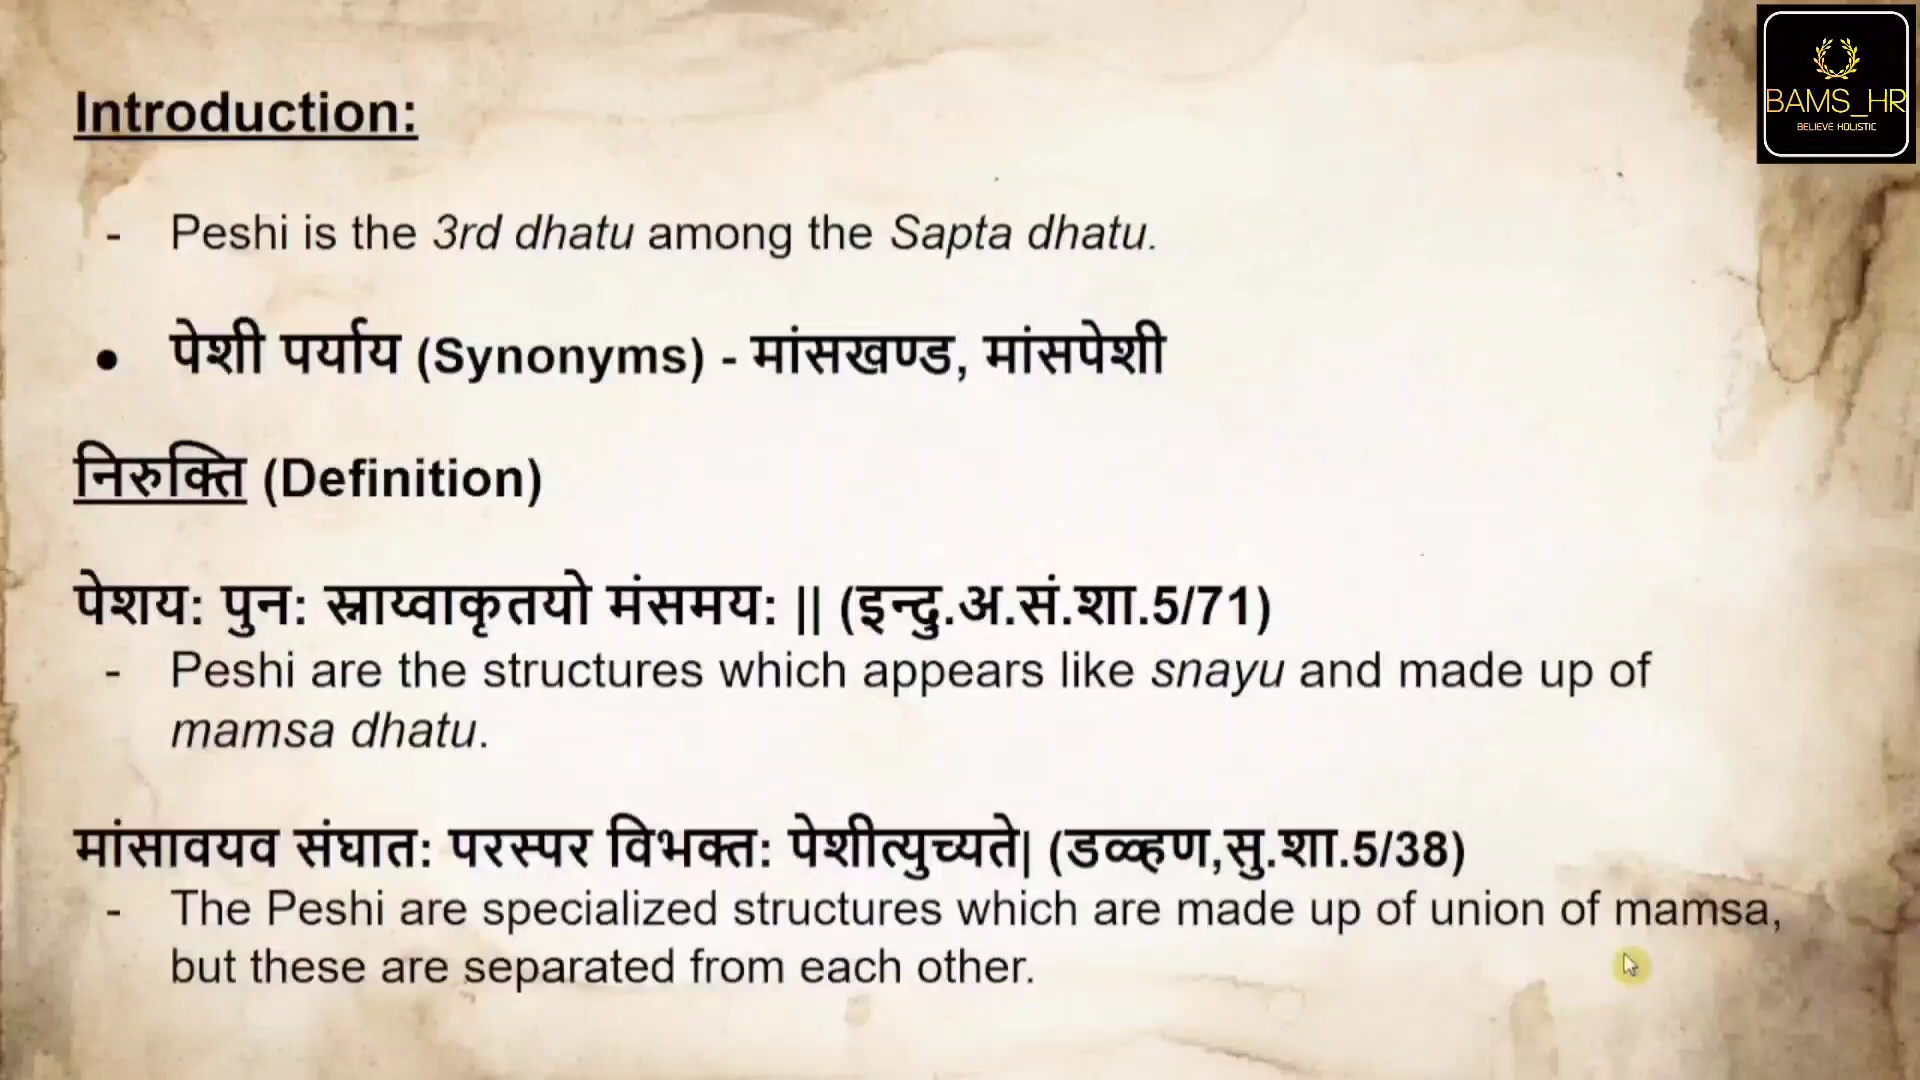 BAMS_HR
BELIEVE HOLISTIC
Introduction:
- Peshi is the 3rd dhatu among the Sapta dhatu.
● पेशी पर्याय (Synonyms) - मांसखण्ड, मांसपेशी
निरुक्ति (Definition)
पेशय: पुन: स्नाय्वाकृतयो मंसमय: || (इन्दु.अ.सं.शा.5/71)
- Peshi are the structures which appears like snayu and made up of
mamsa dhatu.
मांसावयव संघात: परस्पर विभक्त: पेशीत्युच्यते| (डळ्हण,सु.शा.5/38)
- The Peshi are specialized structures which are made up of union of mamsa,
but these are separated from each other.